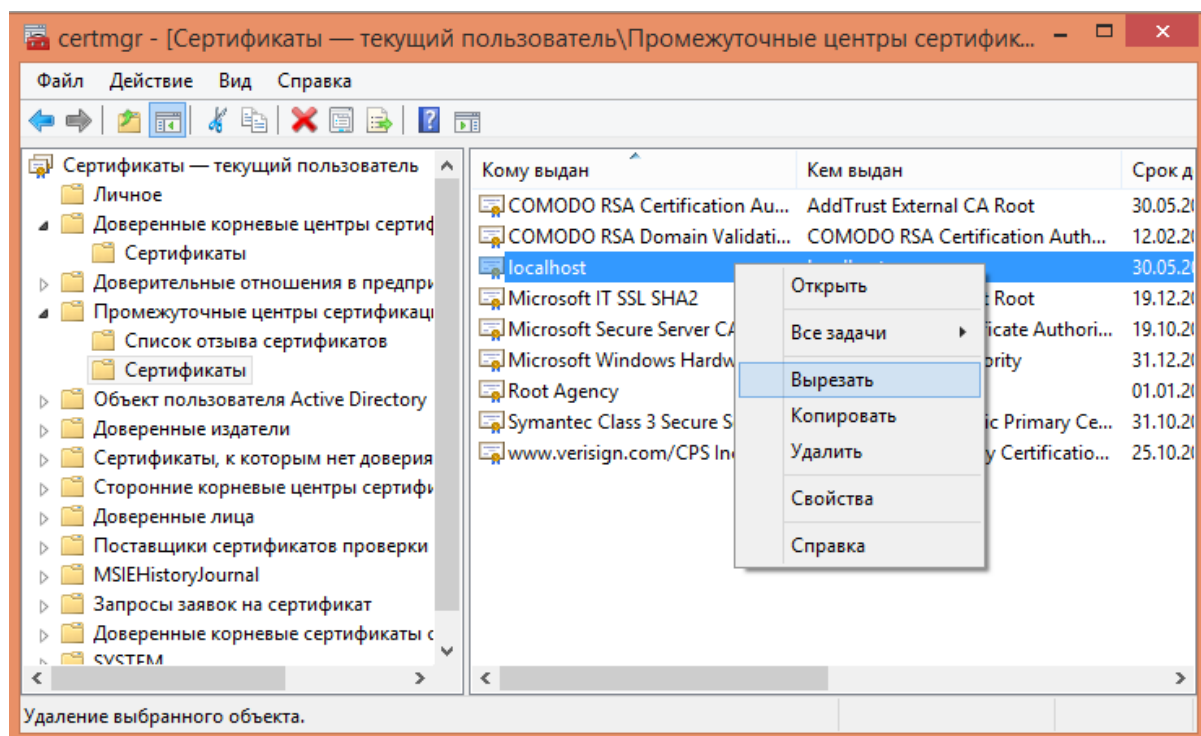 certmgr - [Сертификаты — текущий пользователь\Промежуточные центры сертифик...
Файл Действие Вид Справка
Сертификаты — текущий пользователь
Личное
Доверенные корневые центры сертиф
Сертификаты
Доверительные отношения в предпри
Промежуточные центры сертификаци
Список отзыва сертификатов
Сертификаты
Объект пользователя Active Directory
Доверенные издатели
Сертификаты, к которым нет доверия
Сторонние корневые центры сертифи
Доверенные лица
Поставщики сертификатов проверки
MSIEHistoryJournal
Запросы заявок на сертификат
Доверенные корневые сертификаты с
SYSTEM
Кому выдан Кем выдан Срок д
COMODO RSA Certification Au... AddTrust External CA Root 30.05.20
COMODO RSA Domain Validati... COMODO RSA Certification Auth... 12.02.20
localhost 30.05.20
Microsoft IT SSL SHA2 Root 19.12.20
Microsoft Secure Server CA ficate Authori... 19.10.20
Microsoft Windows Hardw ority 31.12.20
Root Agency 01.01.20
Symantec Class 3 Secure S ic Primary Ce... 31.10.20
www.verisign.com/CPS In y Certificatio... 25.10.20
Открыть
Все задачи
Вырезать
Копировать
Удалить
Свойства
Справка
Удаление выбранного объекта.